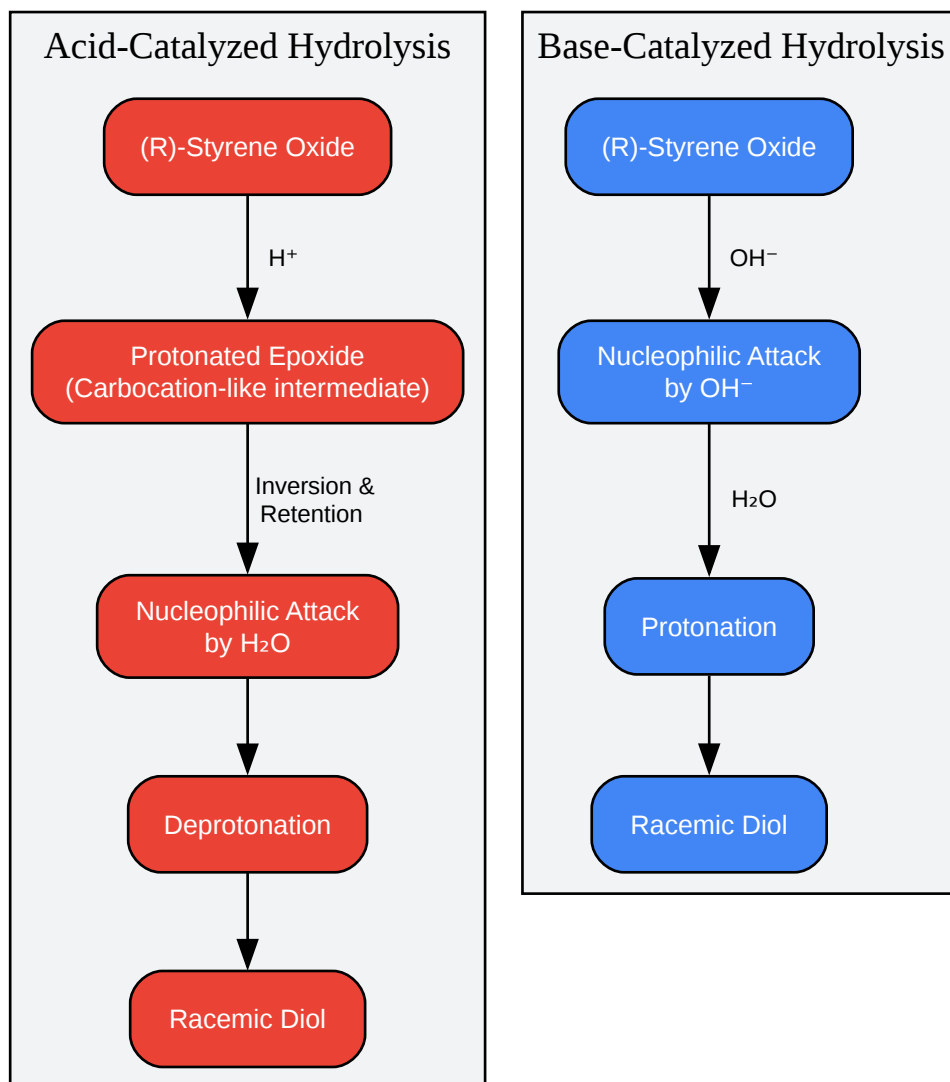 Acid-Catalyzed Hydrolysis
(R)-Styrene Oxide
H⁺
Protonated Epoxide
(Carbocation-like intermediate)
Inversion &
Retention
Nucleophilic Attack
by H₂O
Deprotonation
Racemic Diol
Base-Catalyzed Hydrolysis
(R)-Styrene Oxide
OH⁻
Nucleophilic Attack
by OH⁻
H₂O
Protonation
Racemic Diol